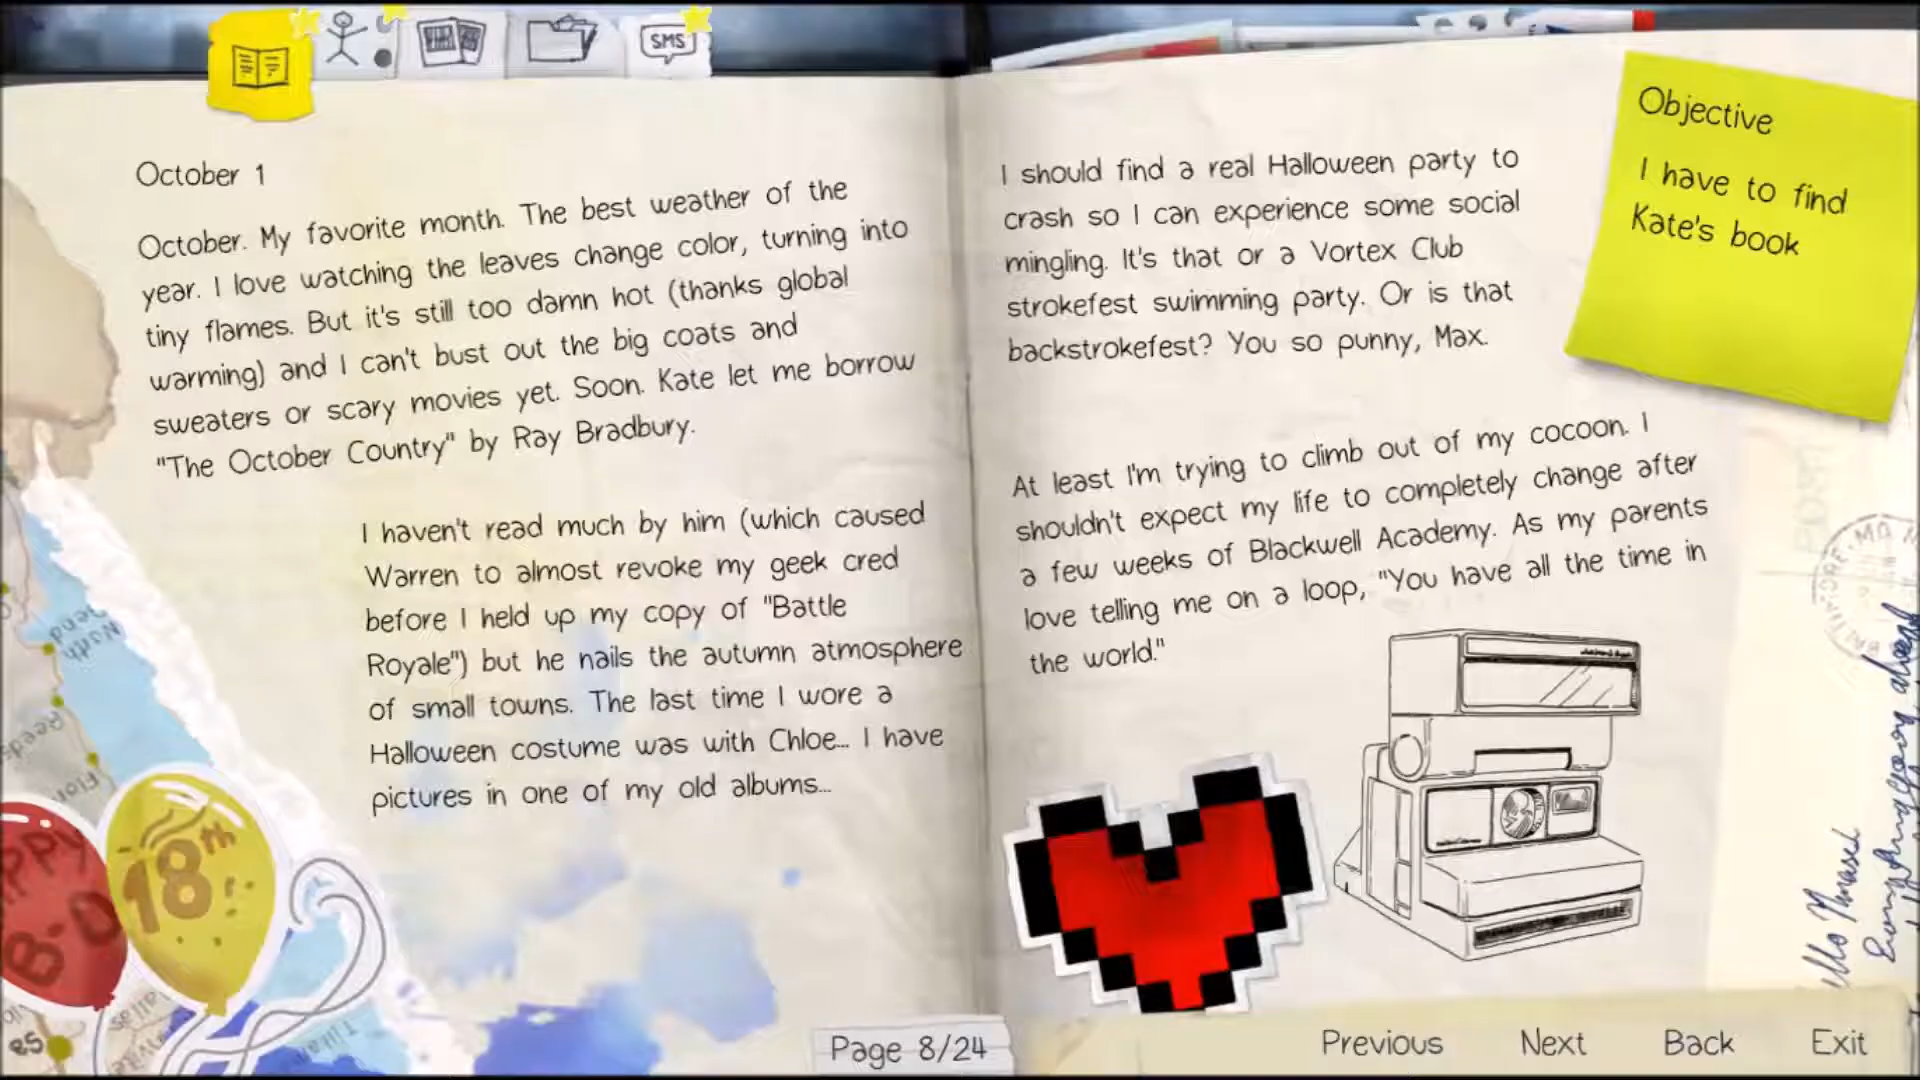 SMS
October 1
October. My favorite month. The best weather of the
year. I love watching the leaves change color, turning into
tiny flames. But it's still too damn hot (thanks global
warming) and I can't bust out the big coats and
sweaters or scary movies yet. Soon. Kate let me borrow
"The October Country" by Ray Bradbury.
I haven't read much by him (which caused
Warren to almost revoke my geek cred
before I held up my copy of "Battle
Royale") but he nails the autumn atmosphere
of small towns. The last time I wore a
Halloween costume was with Chloe... I have
pictures in one of my old albums...
HAPPY
B-D
18th
!
I should find a real Halloween party to
crash so I can experience some social
mingling. It's that or a Vortex Club
strokefest swimming party. Or is that
backstrokefest? You so punny, Max.
At least I'm trying to climb out of my cocoon. I
shouldn't expect my life to completely change after
a few weeks of Blackwell Academy. As my parents
love telling me on a loop, "You have all the time in
the world."
Objective
I have to find
Kate's book
Page 8/24
Previous
Next
Back
Exit